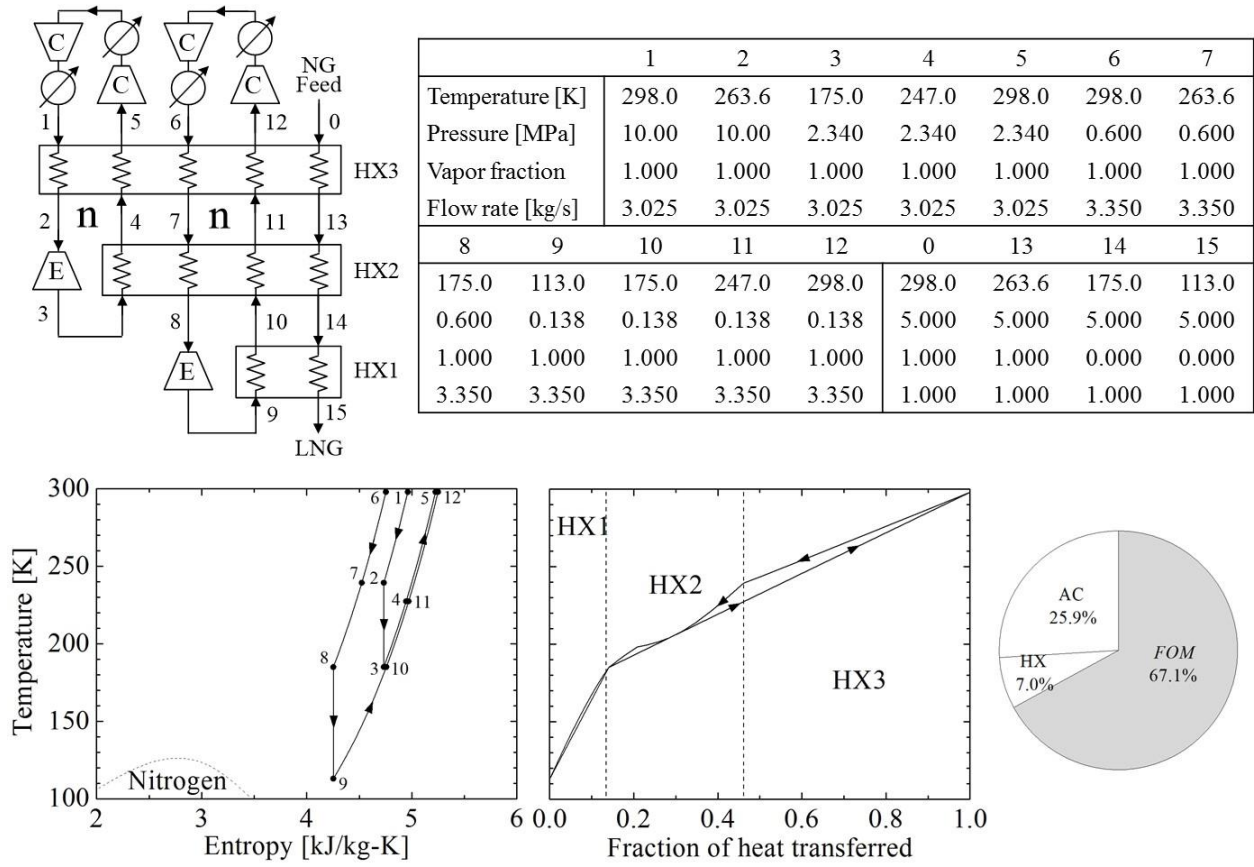 C
C
C
C
NG
Feed
1
5
6
12
0
HX3
2
n
4
7
n
11
13
HX2
E
3
8
10
14
HX1
E
9
15
LNG
1 2 3 4 5 6 7
Temperature [K] 298.0 263.6 175.0 247.0 298.0 298.0 263.6
Pressure [MPa] 10.00 10.00 2.340 2.340 2.340 0.600 0.600
Vapor fraction 1.000 1.000 1.000 1.000 1.000 1.000 1.000
Flow rate [kg/s] 3.025 3.025 3.025 3.025 3.025 3.350 3.350
8 9 10 11 12 0 13 14 15
175.0 113.0 175.0 247.0 298.0 298.0 263.6 175.0 113.0
0.600 0.138 0.138 0.138 0.138 5.000 5.000 5.000 5.000
1.000 1.000 1.000 1.000 1.000 1.000 1.000 0.000 0.000
3.350 3.350 3.350 3.350 3.350 1.000 1.000 1.000 1.000
Temperature [K]
300
250
200
150
100
6 1 5 12
7 2
4 11
8 3 10
9
Nitrogen
2 3 4 5 6
Entropy [kJ/kg-K]
HX1
HX2
HX3
0.0 0.2 0.4 0.6 0.8 1.0
Fraction of heat transferred
AC
25.9%
HX
7.0%
FOM
67.1%